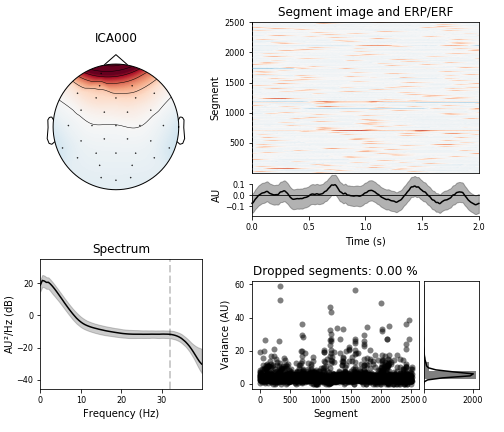 ICA000
Segment image and ERP/ERF
Segment
2500
2000
1500
1000
500
AU
0.1
0.0
−0.1
0.0 0.5 1.0 1.5 2.0
Time (s)
Spectrum
AU²/Hz (dB)
20
0
−20
−40
0 10 20 30
Frequency (Hz)
Dropped segments: 0.00 %
Variance (AU)
60
40
20
0
0 500 1000 1500 2000 2500
Segment
0 2000